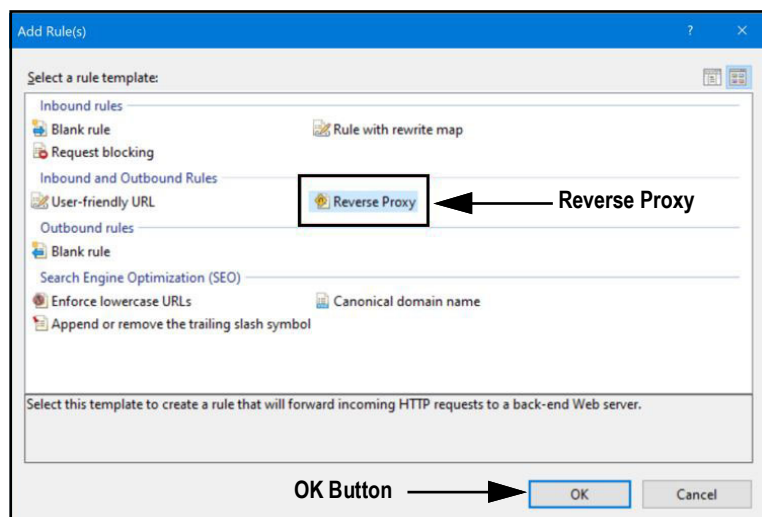 Add Rule(s)
Select a rule template:
Inbound rules
Blank rule
Rule with rewrite map
Request blocking
Inbound and Outbound Rules
User-friendly URL
Reverse Proxy
Reverse Proxy
Outbound rules
Blank rule
Search Engine Optimization (SEO)
Enforce lowercase URLs
Canonical domain name
Append or remove the trailing slash symbol
Select this template to create a rule that will forward incoming HTTP requests to a back-end Web server.
OK Button
OK
Cancel